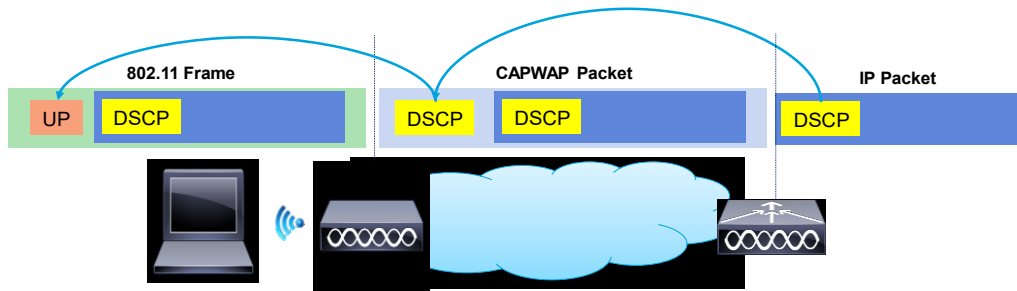 802.11 Frame
CAPWAP Packet
IP Packet
UP
DSCP
DSCP
DSCP
DSCP